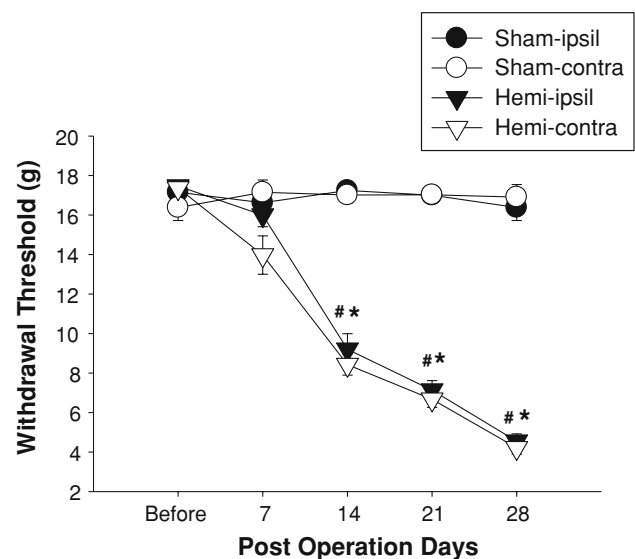 Sham-ipsil
Sham-contra
Hemi-ipsil
Hemi-contra
Withdrawal Threshold (g)
20
18
16
14
12
10
8
6
4
2
# *
# *
# *
Before 7 14 21 28
Post Operation Days